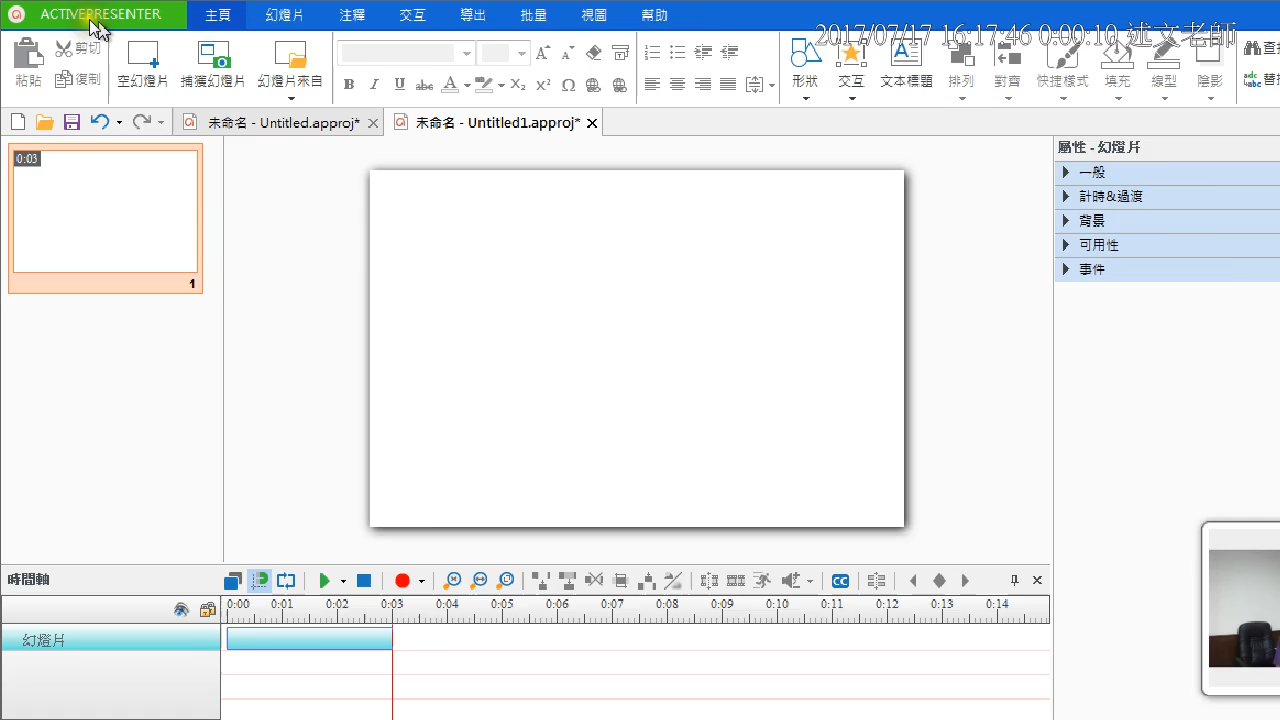 ACTIVEPRESENTER 主頁 幻燈片 注釋 交互 導出 批量 視圖 幫助
2017/07/17 16:17:46 0:00:10 述文老師
粘貼 剪切 複制 空幻燈片 捕獲幻燈片 幻燈片來自 形狀 交互 文本標題 排列 對齊 快捷樣式 填充 線型 陰影
未命名 - Untitled.approj* 未命名 - Untitled1.approj*
0:03
1
屬性 - 幻燈片
一般
計時&過渡
背景
可用性
事件
時間軸
CC
0:00 0:01 0:02 0:03 0:04 0:05 0:06 0:07 0:08 0:09 0:10 0:11 0:12 0:13 0:14
幻燈片